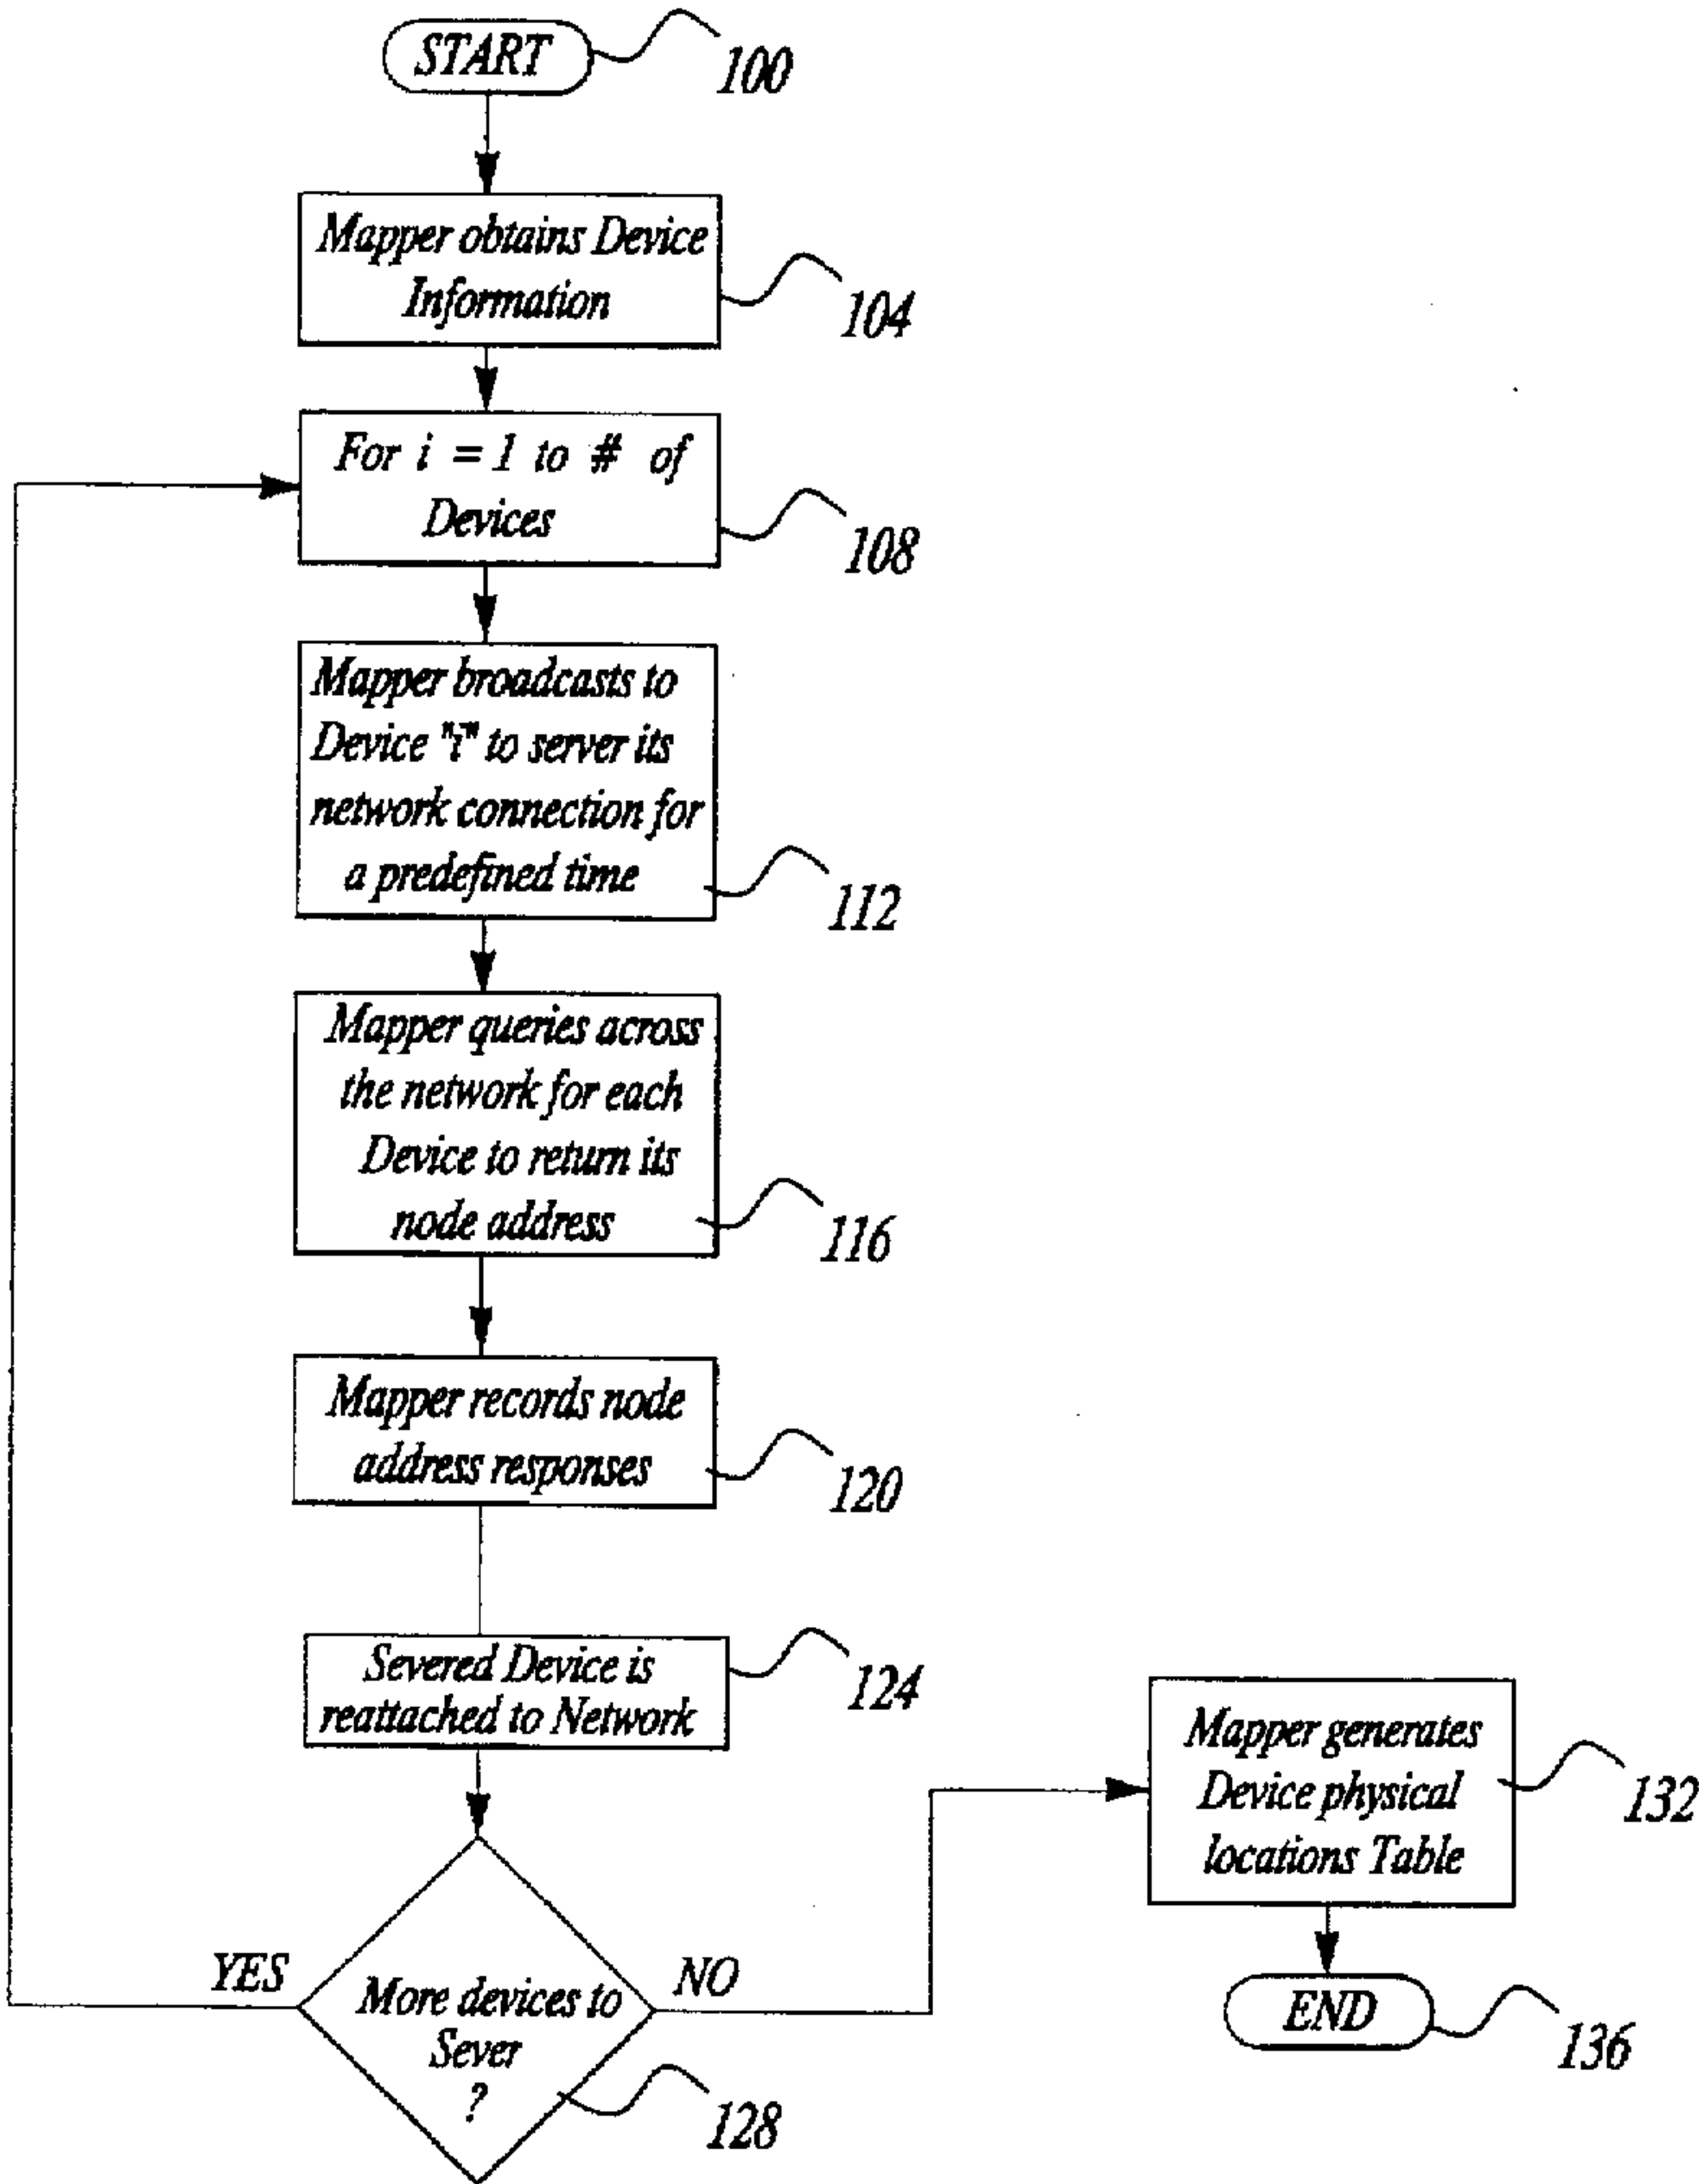 START
100
Mapper obtains Device
Information
104
For i = 1 to # of
Devices
108
Mapper broadcasts to
Device "i" to server its
network connection for
a predefined time
112
Mapper queries across
the network for each
Device to return its
node address
116
Mapper records node
address responses
120
Severed Device is
reattached to Network
124
More devices to
Sever
?
128
YES
NO
Mapper generates
Device physical
locations Table
132
END
136